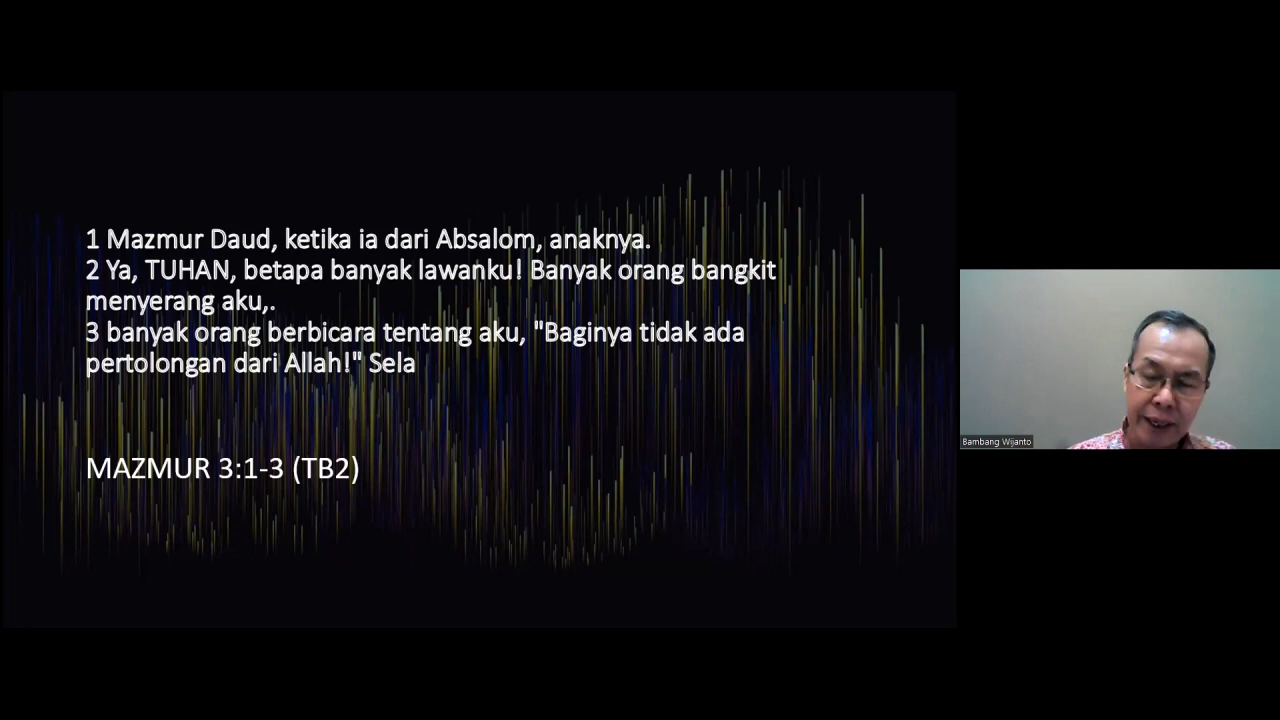 1 Mazmur Daud, ketika ia dari Absalom, anaknya.
2 Ya, TUHAN, betapa banyak lawanku! Banyak orang bangkit
menyerang aku,.
3 banyak orang berbicara tentang aku, "Baginya tidak ada
pertolongan dari Allah!" Sela
MAZMUR 3:1-3 (TB2)
Bambang Wijanto